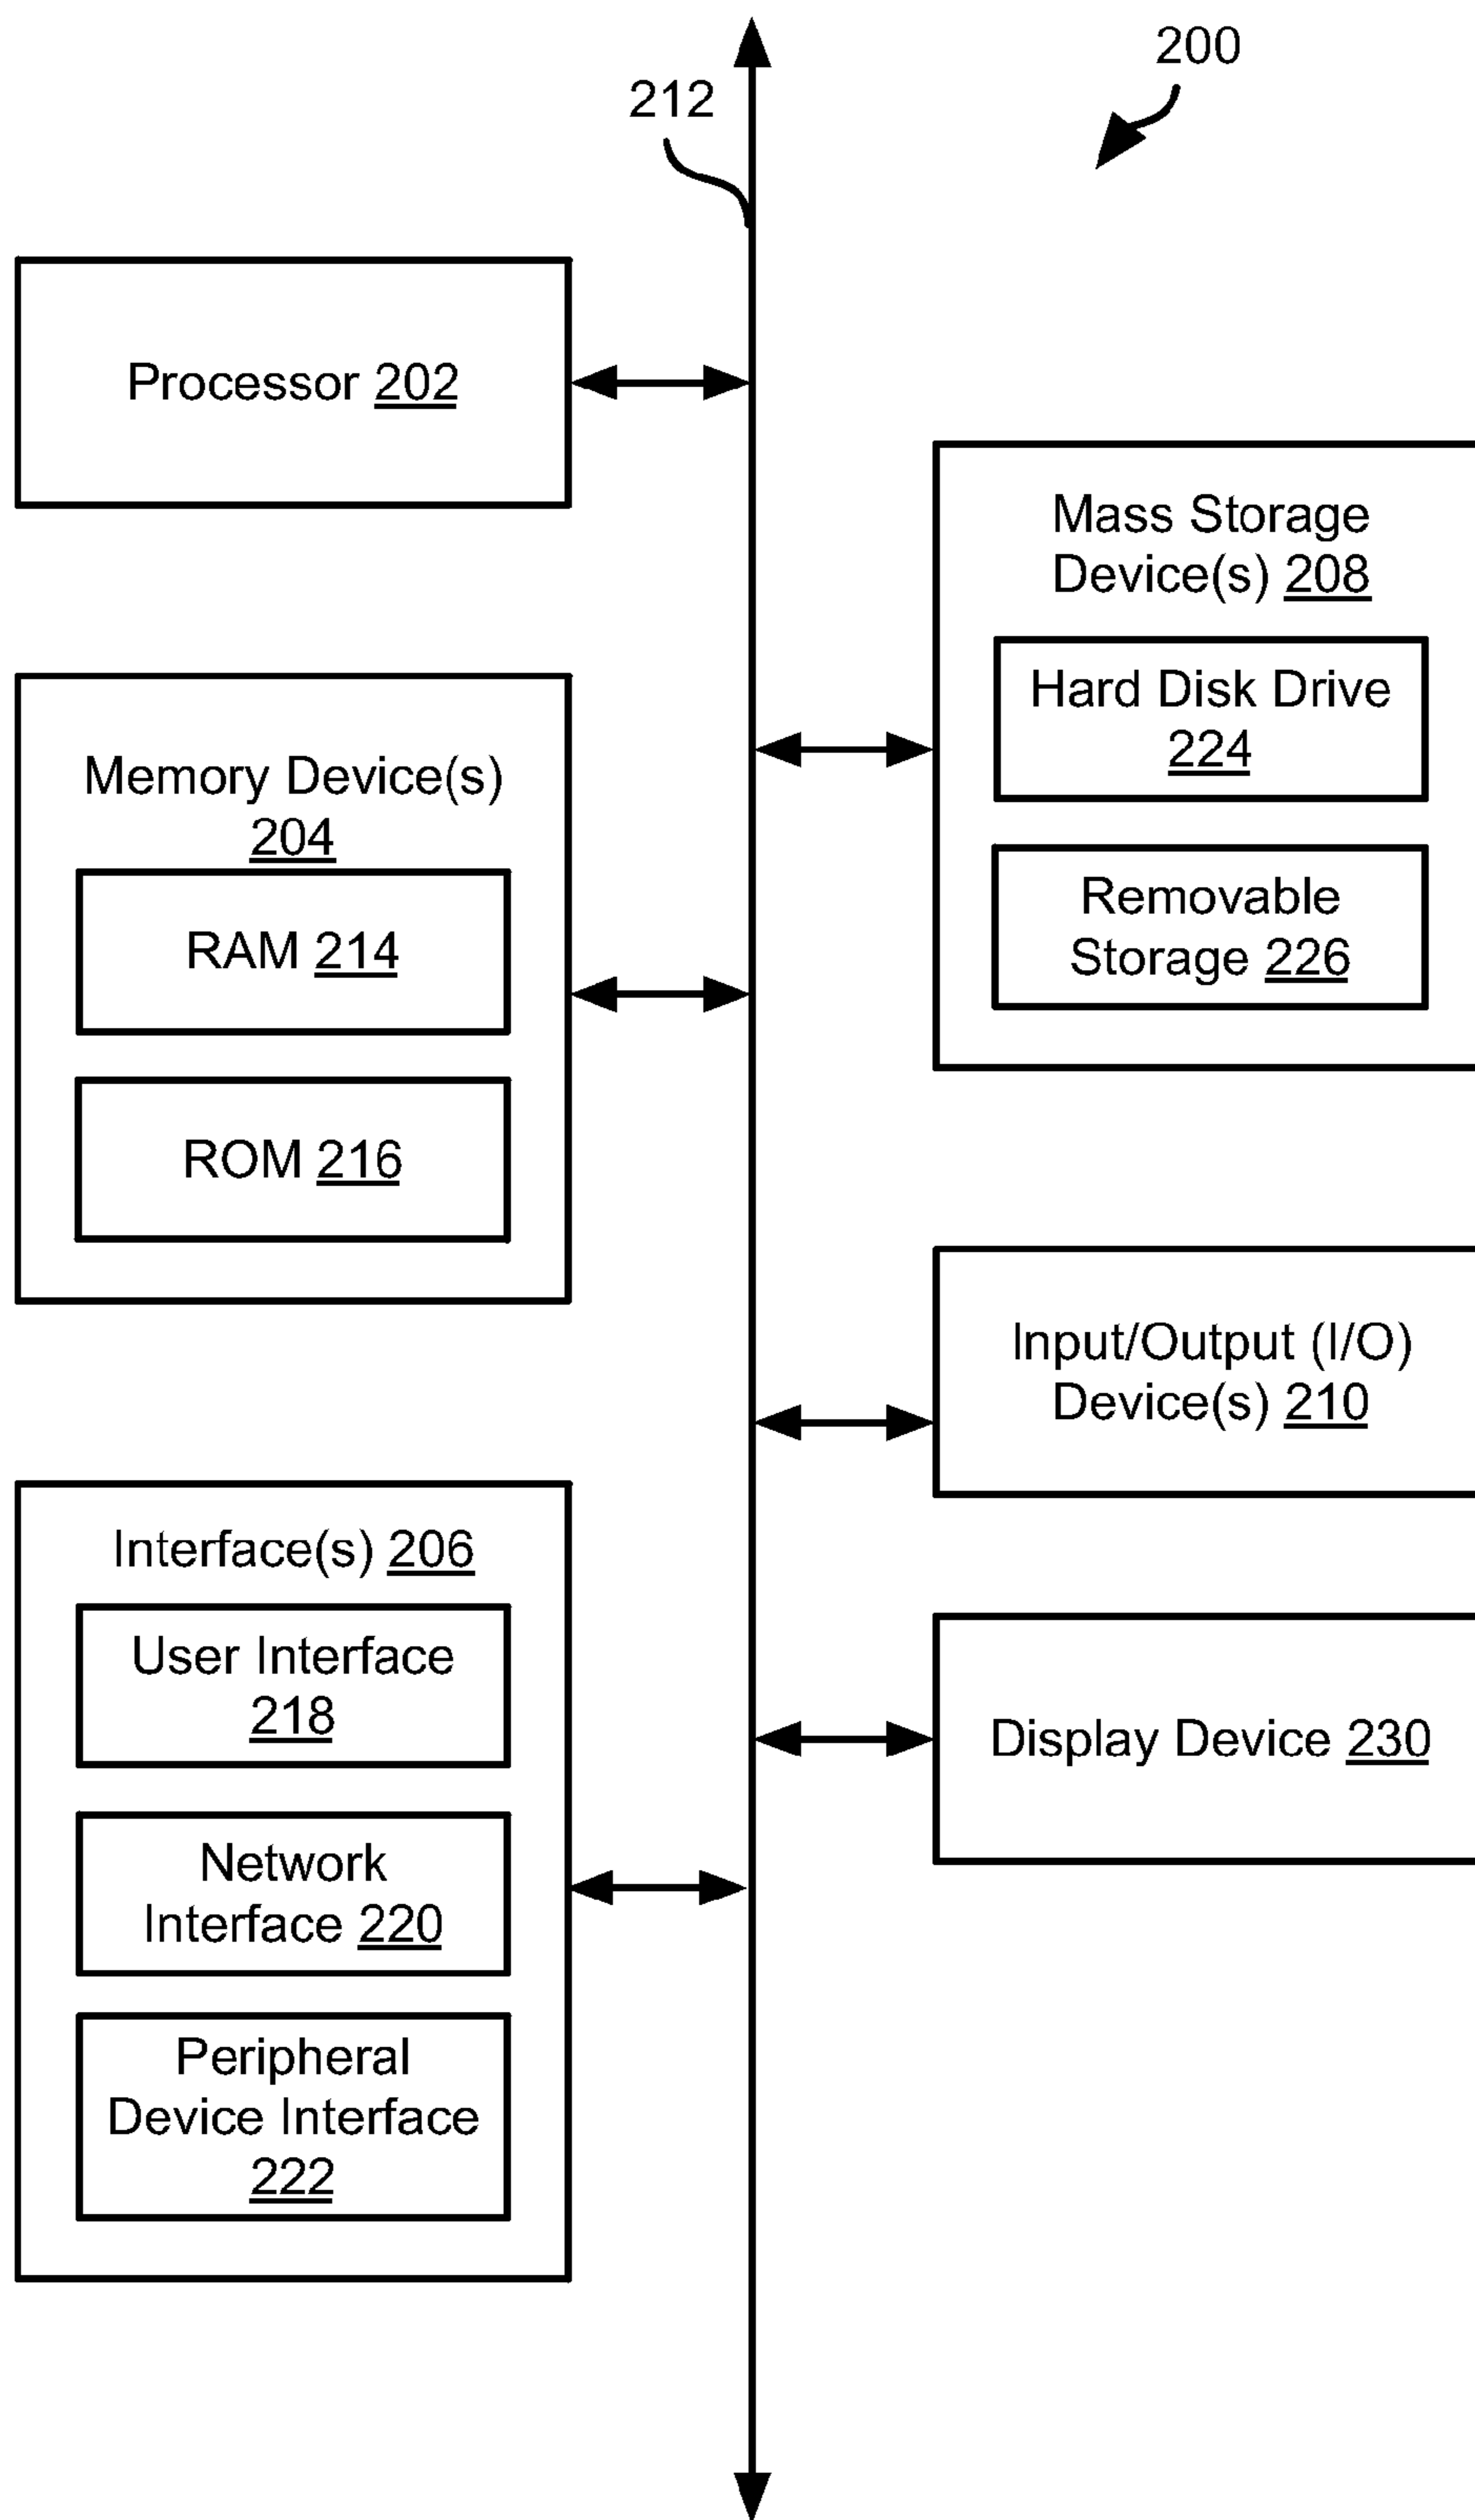 200
212
Processor 202
Mass Storage
Device(s) 208
Hard Disk Drive
224
Removable
Storage 226
Memory Device(s)
204
RAM 214
ROM 216
Input/Output (I/O)
Device(s) 210
Interface(s) 206
User Interface
218
Network
Interface 220
Peripheral
Device Interface
222
Display Device 230